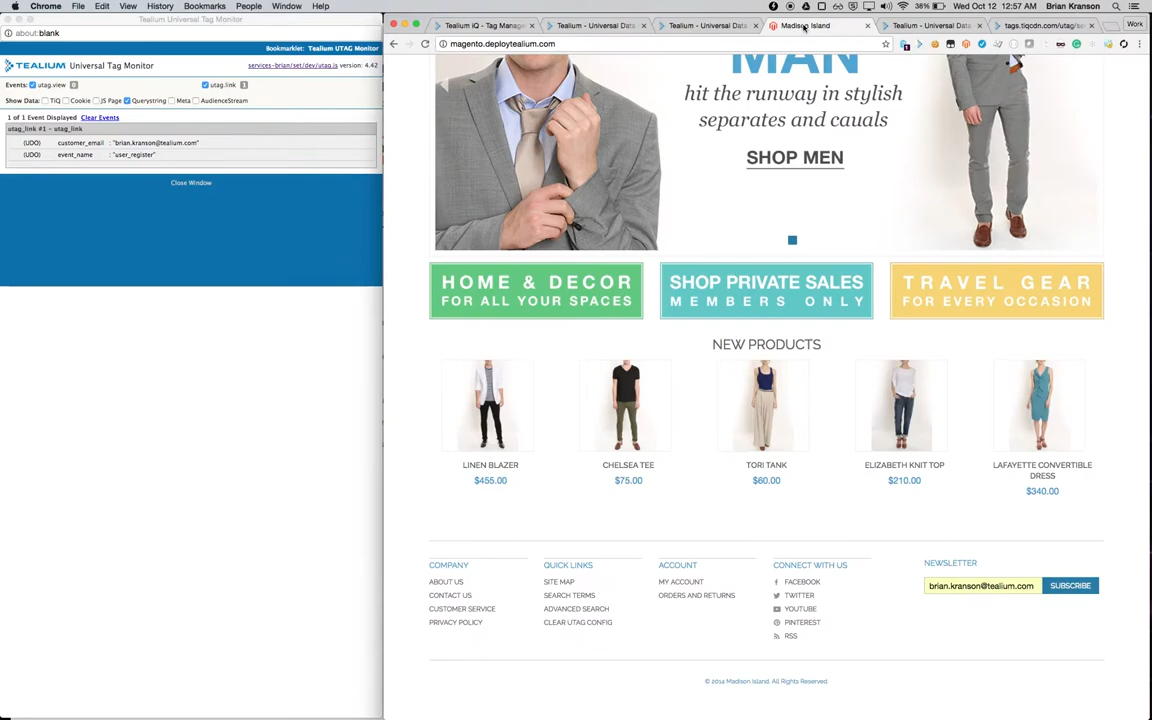 Chrome File Edit View History Bookmarks People Window Help
38% Wed Oct 12 12:57 AM Brian Kranson
Tealium Universal Tag Monitor
about:blank
Bookmarklet: Tealium UTAG Monitor
TEALIUM Universal Tag Monitor
services-brian/set/dev/utag.js version: 4.42
Events: utag.view 0 utag.link 1
Show Data: TiQ Cookie JS Page Querystring Meta AudienceStream
1 of 1 Event Displayed Clear Events
utag_link #1 - utag_link
(UDO) customer_email : "brian.kranson@tealium.com"
(UDO) event_name : "user_register"
Close Window
Tealium iQ - Tag Manage
Tealium - Universal Data
Tealium - Universal Data
Madison Island
Tealium - Universal Data
tags.tiqcdn.com/utag/se
Work
magento.deploytealium.com
MAN
hit the runway in stylish
separates and cauals
SHOP MEN
HOME & DECOR
FOR ALL YOUR SPACES
SHOP PRIVATE SALES
MEMBERS ONLY
TRAVEL GEAR
FOR EVERY OCCASION
NEW PRODUCTS
LINEN BLAZER
$455.00
CHELSEA TEE
$75.00
TORI TANK
$60.00
ELIZABETH KNIT TOP
$210.00
LAFAYETTE CONVERTIBLE
DRESS
$340.00
COMPANY
ABOUT US
CONTACT US
CUSTOMER SERVICE
PRIVACY POLICY
QUICK LINKS
SITE MAP
SEARCH TERMS
ADVANCED SEARCH
CLEAR UTAG CONFIG
ACCOUNT
MY ACCOUNT
ORDERS AND RETURNS
CONNECT WITH US
FACEBOOK
TWITTER
YOUTUBE
PINTEREST
RSS
NEWSLETTER
brian.kranson@tealium.com SUBSCRIBE
© 2014 Madison Island. All Rights Reserved.